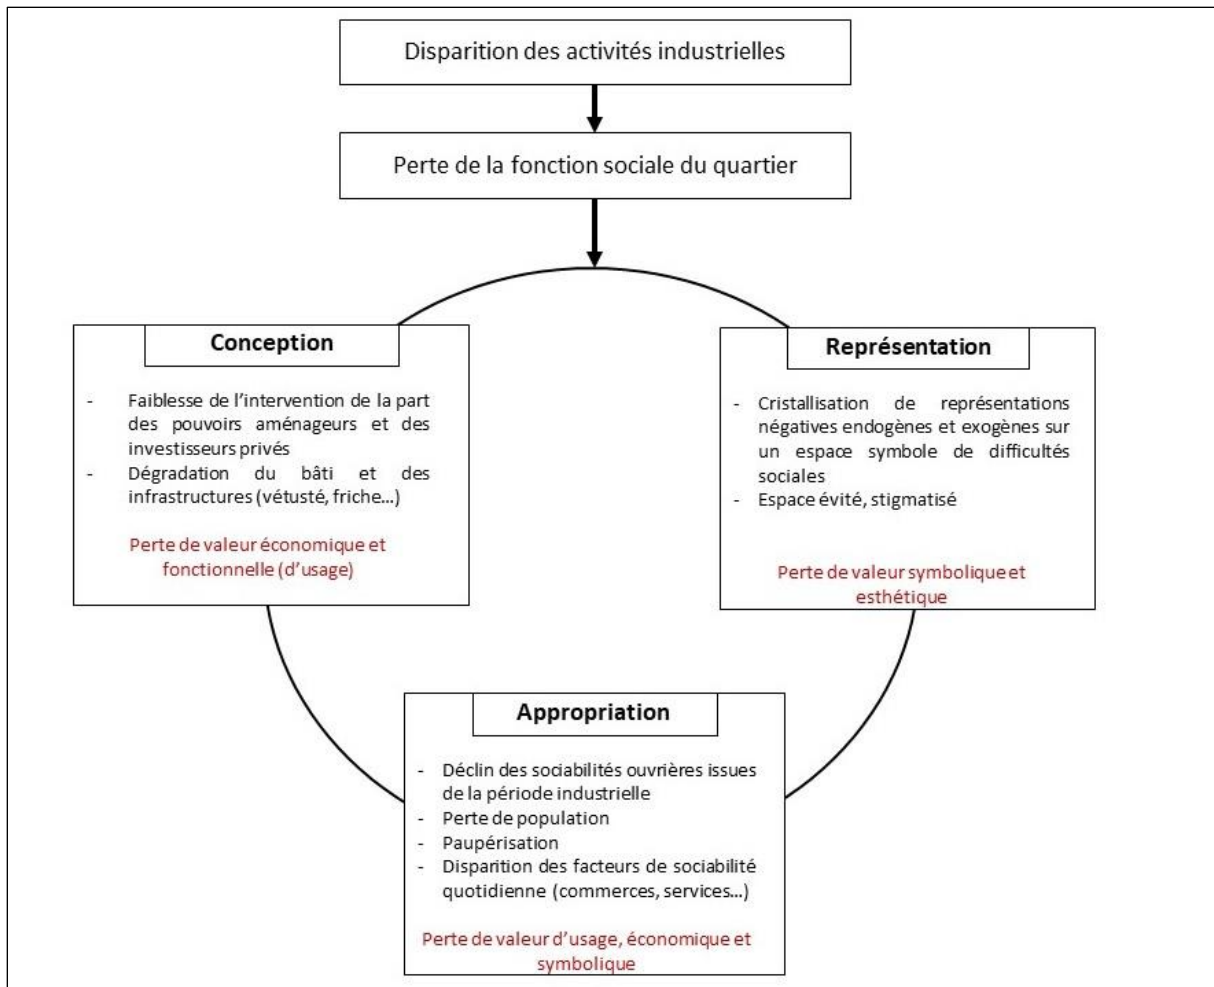 Disparition des activités industrielles
Perte de la fonction sociale du quartier
Conception
- Faiblesse de l'intervention de la part
des pouvoirs aménageurs et des
investisseurs privés
- Dégradation du bâti et des
infrastructures (vétusté, friche...)
Perte de valeur économique et
fonctionnelle (d'usage)
Représentation
- Cristallisation de représentations
négatives endogènes et exogènes sur
un espace symbole de difficultés
sociales
- Espace évité, stigmatisé
Perte de valeur symbolique et
esthétique
Appropriation
- Déclin des sociabilités ouvrières issues
de la période industrielle
- Perte de population
- Paupérisation
- Disparition des facteurs de sociabilité
quotidienne (commerces, services...)
Perte de valeur d'usage, économique et
symbolique